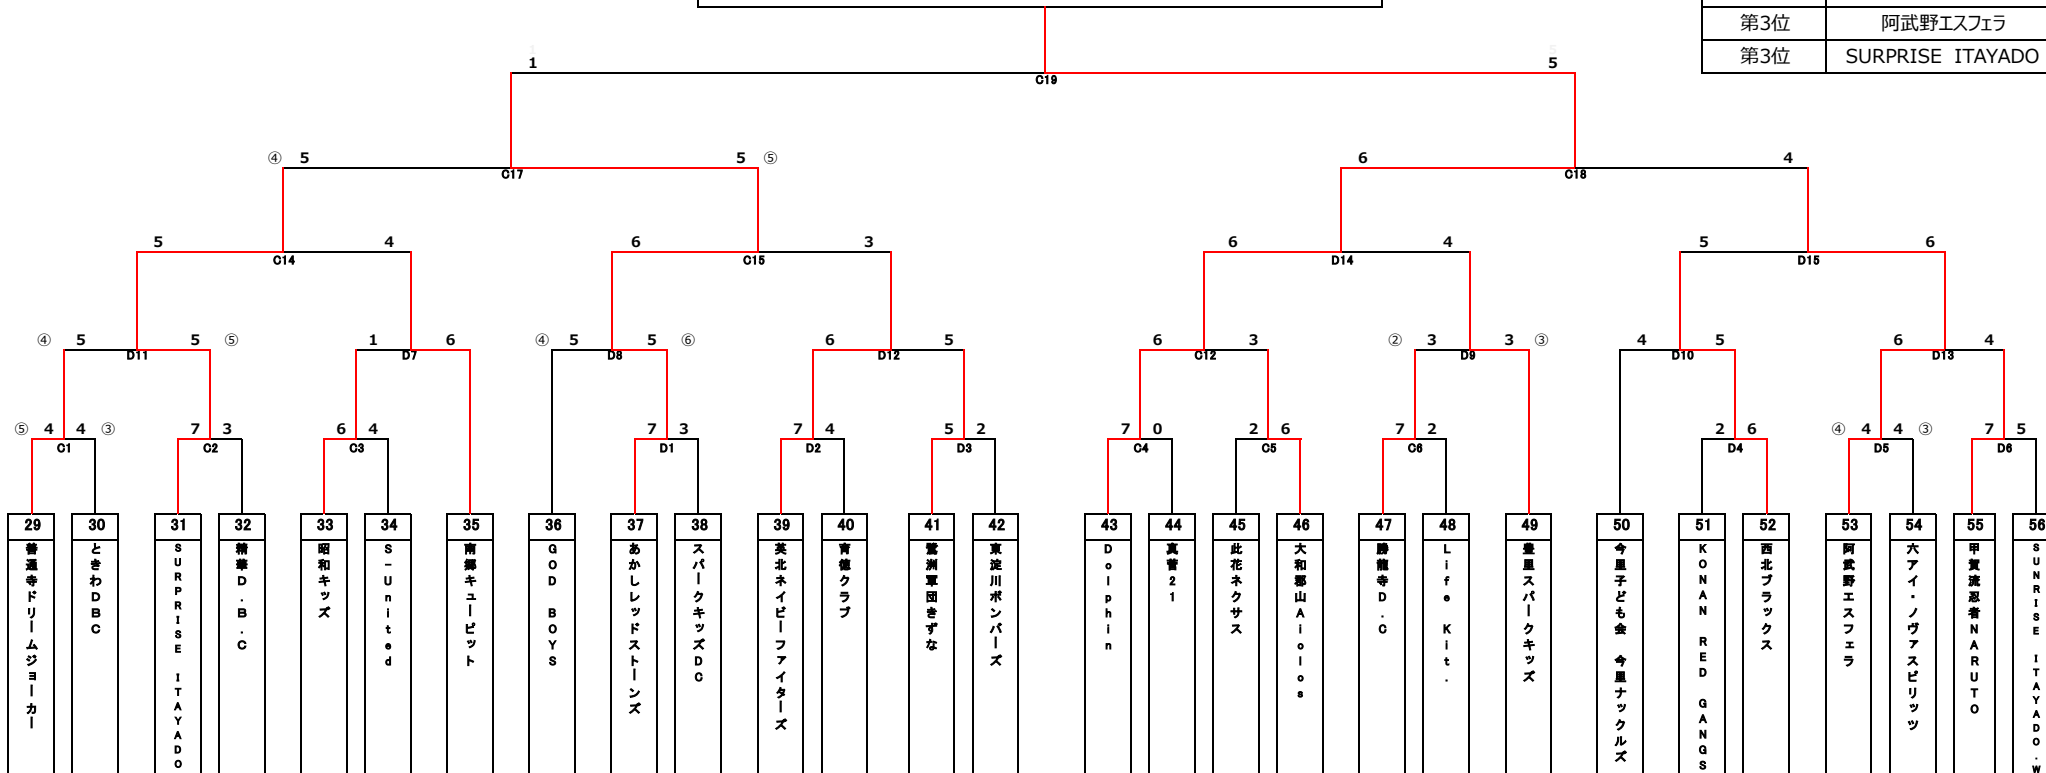 第3位 阿武野エスフェラ
第3位 SURPRISE ITAYADO
1 5
C19
④ 5 5 ⑤ 6 4
C17 C18
5 4 6 3 6 4 5 6
C14 C15 D14 D15
④ 5 5 ⑤ 1 6 ④ 5 5 ⑥ 6 5 6 3 ② 3 3 ③ 4 5 6 4
D11 D7 D8 D12 C12 D9 D10 D13
⑤ 4 4 ③ 7 3 6 4 7 3 7 4 5 2 7 0 2 6 7 2 2 6 ④ 4 4 ③ 7 5
C1 C2 C3 D1 D2 D3 C4 C5 C6 D4 D5 D6
29 30 31 32 33 34 35 36 37 38 39 40 41 42 43 44 45 46 47 48 49 50 51 52 53 54 55 56
善通寺ドリームジョーカー
ときわDBC
SURPRISE ITAYADO
精華D.B.C
昭和キッズ
S-United
南郷キューピット
GOD BOYS
あかしレッドストーンズ
スパークキッズDC
英北ネイビーファイターズ
育徳クラブ
鷺洲軍団きずな
東淀川ボンバーズ
Dolphin
真菅21
此花ネクサス
大和郡山Aiolos
勝龍寺D.C
Life Kit.
豊里スパークキッズ
今里子ども会 今里ナックルズ
KONAN RED GANGS
西北ブラックス
阿武野エスフェラ
六アイ・ノヴァスピリッツ
甲賀流忍者NARUTO
SUNRISE ITAYADO.W